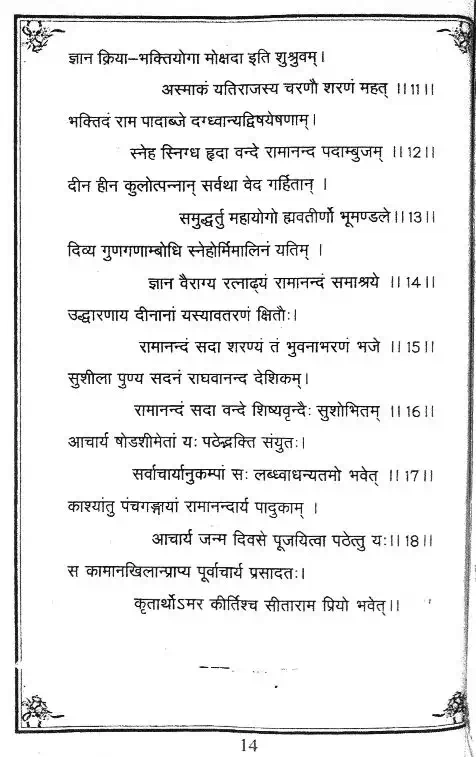 ज्ञान क्रिया–भक्तियोगा मोक्षदा इति शुश्रुवम्।
अस्माकं यतिराजस्य चरणौ शरणं महत् ।।11।।
भक्तिदं राम पादाब्जे दग्ध्वान्यद्विषयेषणाम्।
स्नेह स्निग्ध हृदा वन्दे रामानन्द पदाम्बुजम् ।।12।।
दीन हीन कुलोत्पन्नान् सर्वथा वेद गर्हितान् ।
समुद्धर्तु महायोगो ह्यवतीर्णो भूमण्डले।।13।।
दिव्य गुणगणाम्बोधि स्नेहोर्मिमालिनं यतिम् ।
ज्ञान वैराग्य रत्नाढ्यं रामानन्दं समाश्रये ।।14।।
उद्धारणाय दीनानां यस्यावतरणं क्षितौः।
रामानन्दं सदा शरण्यं तं भुवनाभरणं भजे ।।15।।
सुशीला पुण्य सदनं राघवानन्द देशिकम्।
रामानन्दं सदा वन्दे शिष्यवृन्दैः सुशोभितम् ।।16।।
आचार्य षोडशीमेतां यः पठेद्भक्ति संयुतः।
सर्वाचार्यानुकम्पां सः लब्ध्वाधन्यतमो भवेत् ।।17।।
काश्यांतु पंचगङ्गायां रामानन्दार्य पादुकाम् ।
आचार्य जन्म दिवसे पूजयित्वा पठेत्तु यः।।18।।
स कामानखिलान्प्राप्य पूर्वाचार्य प्रसादतः।
कृतार्थोऽमर कीर्तिश्च सीताराम प्रियो भवेत्।।
14